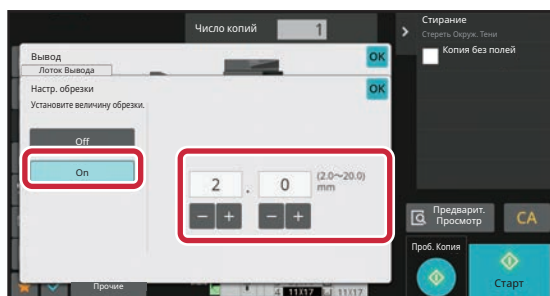 Число копий 1
Стирание
Стереть Окруж. Тени
Копия без полей
Вывод
OK
Лоток Вывода
Настр. обрезки
OK
Установите величину обрезки.
Off
On
2 . 0 (2.0~20.0)
mm
− + − +
Предварит.
Просмотр
CA
Проб. Копия
Старт
Прочие
4 11X17
11X17